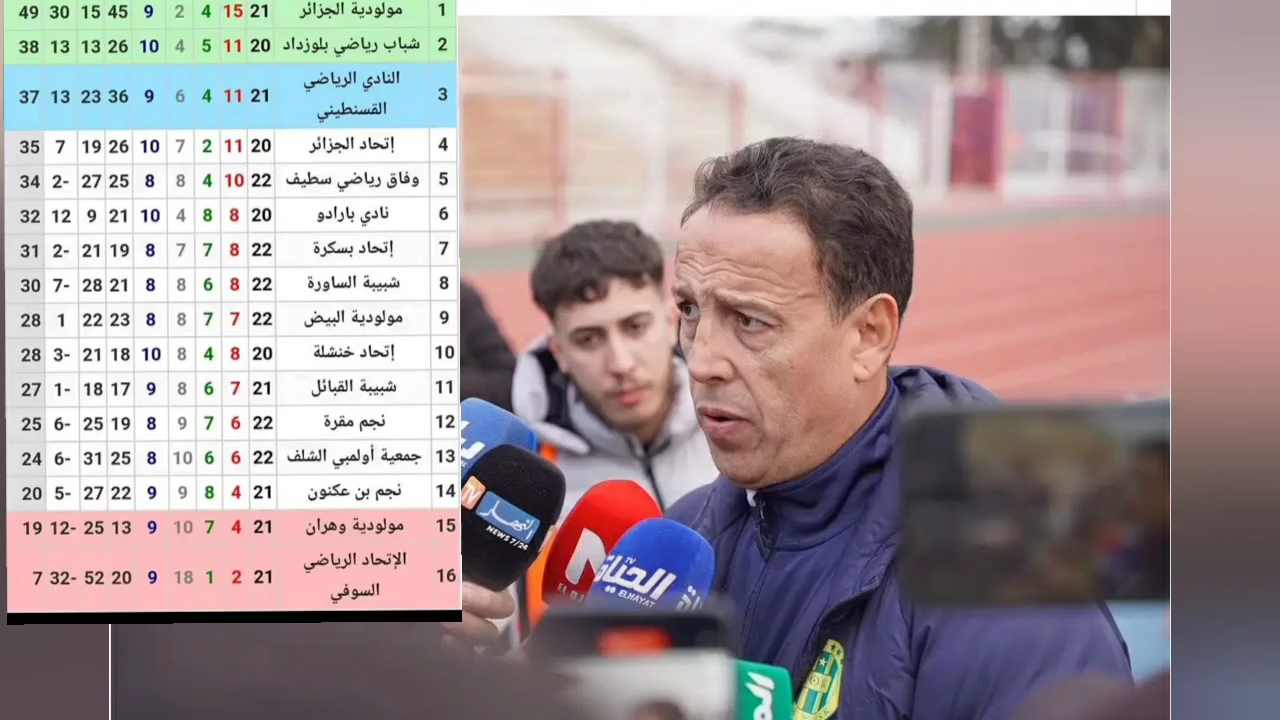 49 30 15 45 9 2 4 15 21 مولودية الجزائر 1
38 13 13 26 10 4 5 11 20 شباب رياضي بلوزداد 2
37 13 23 36 9 6 4 11 21 النادي الرياضي القسنطيني 3
35 7 19 26 10 7 2 11 20 إتحاد الجزائر 4
34 2- 27 25 8 8 4 10 22 وفاق رياضي سطيف 5
32 12 9 21 10 4 8 8 20 نادي بارادو 6
31 2- 21 19 8 7 7 8 22 إتحاد بسكرة 7
30 7- 28 21 8 8 6 8 22 شبيبة الساورة 8
28 1 22 23 8 8 7 7 22 مولودية البيض 9
28 3- 21 18 10 8 4 8 20 إتحاد خنشلة 10
27 1- 18 17 9 8 6 7 21 شبيبة القبائل 11
25 6- 25 19 8 9 7 6 22 نجم مقرة 12
24 6- 31 25 8 10 6 6 22 جمعية أولمبي الشلف 13
20 5- 27 22 9 9 8 4 21 نجم بن عكنون 14
19 12- 25 13 9 10 7 4 21 مولودية وهران 15
7 32- 52 20 9 18 1 2 21 الإتحاد الرياضي السوفي 16
النهار TV
NEWS 7/24
N
EL B
TV
الحياة
ELHAYAT